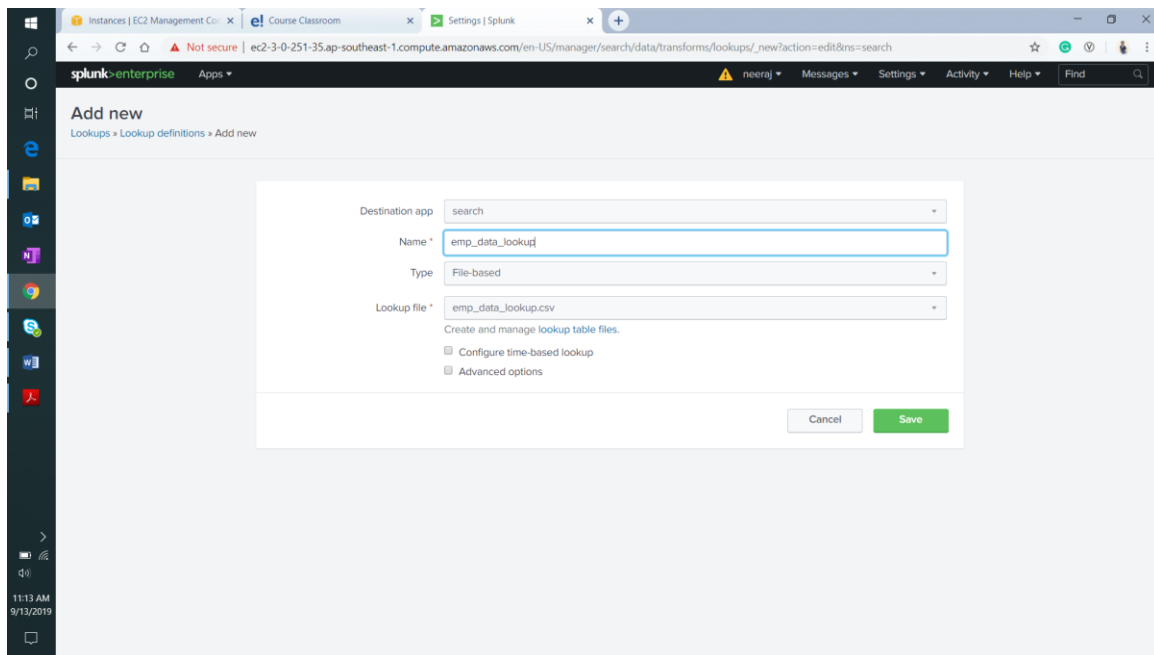 Instances | EC2 Management Co
Course Classroom
Settings | Splunk
Not secure | ec2-3-0-251-35.ap-southeast-1.compute.amazonaws.com/en-US/manager/search/data/transforms/lookups/_new?action=edit&ns=search
splunk>enterprise Apps
neeraj Messages Settings Activity Help Find
Add new
Lookups » Lookup definitions » Add new
Destination app search
Name * emp_data_lookup
Type File-based
Lookup file * emp_data_lookup.csv
Create and manage lookup table files.
Configure time-based lookup
Advanced options
Cancel Save
11:13 AM
9/13/2019